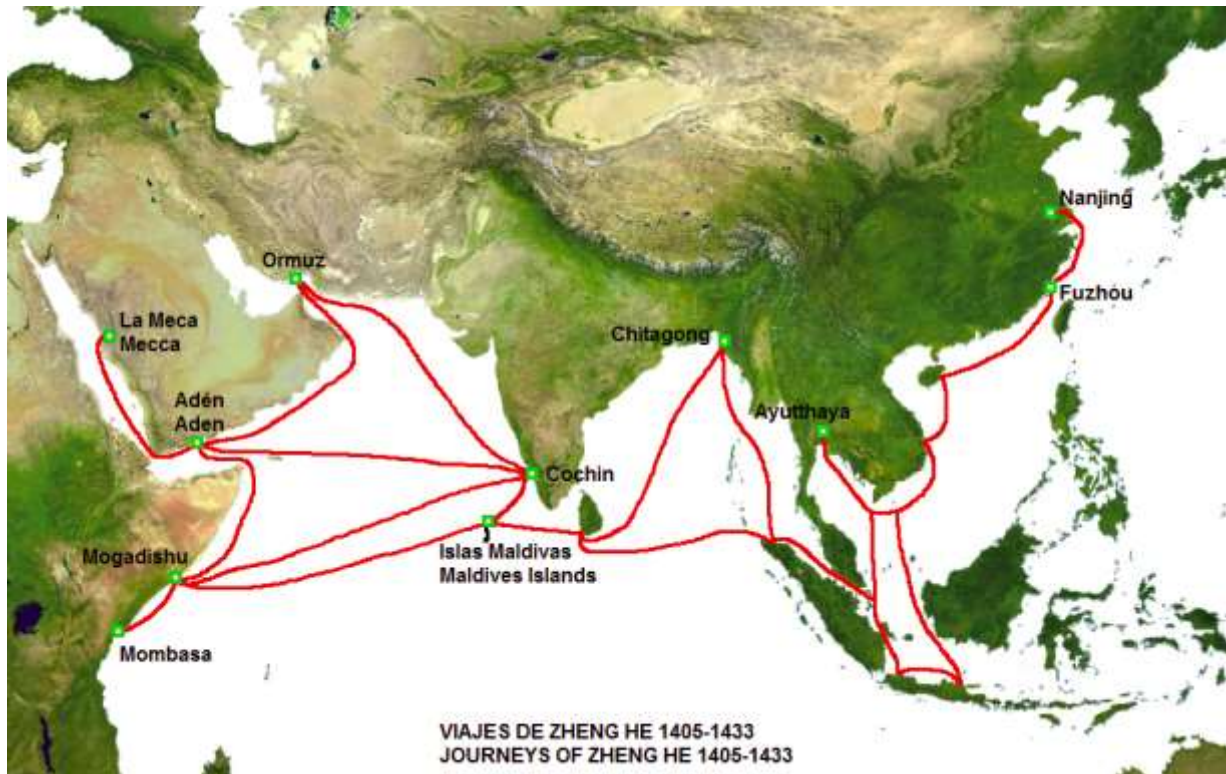 Nanjing
Ormuz
Fuzhóu
La Meca
Mecca
Chitagong
Adén
Aden
Ayutthaya
Cochin
Mogadishu
Islas Maldivas
Maldives Islands
Mombasa
VIAJES DE ZHENG HE 1405-1433
JOURNEYS OF ZHENG HE 1405-1433